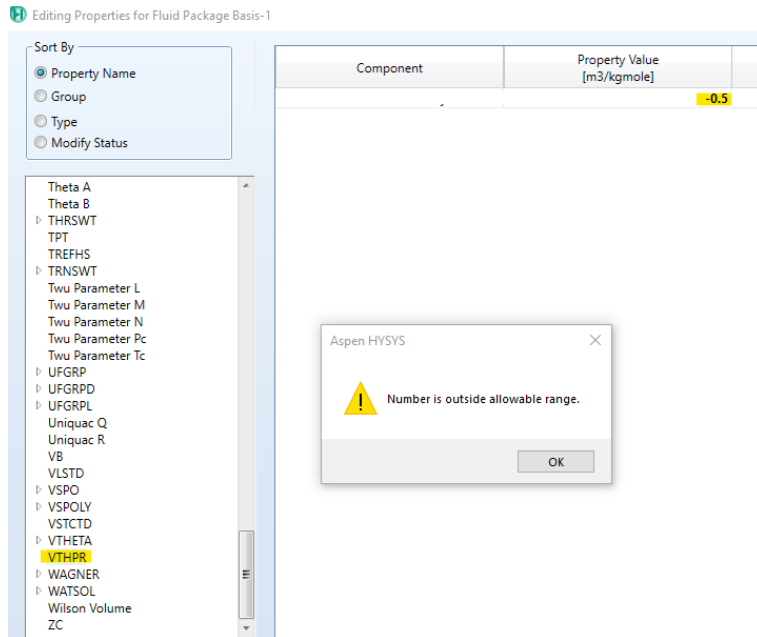 Editing Properties for Fluid Package Basis-1
Sort By
Property Name
Group
Type
Modify Status
Theta A
Theta B
THRSWT
TPT
TREFHS
TRNSWT
Twu Parameter L
Twu Parameter M
Twu Parameter N
Twu Parameter Pc
Twu Parameter Tc
UFGRP
UFGRPD
UFGRPL
Uniquac Q
Uniquac R
VB
VLSTD
VSPO
VSPOLY
VSTCTD
VTHETA
VTHPR
WAGNER
WATSOL
Wilson Volume
ZC
Component
Property Value
[m3/kgmole]
-0.5
Aspen HYSYS
Number is outside allowable range.
OK